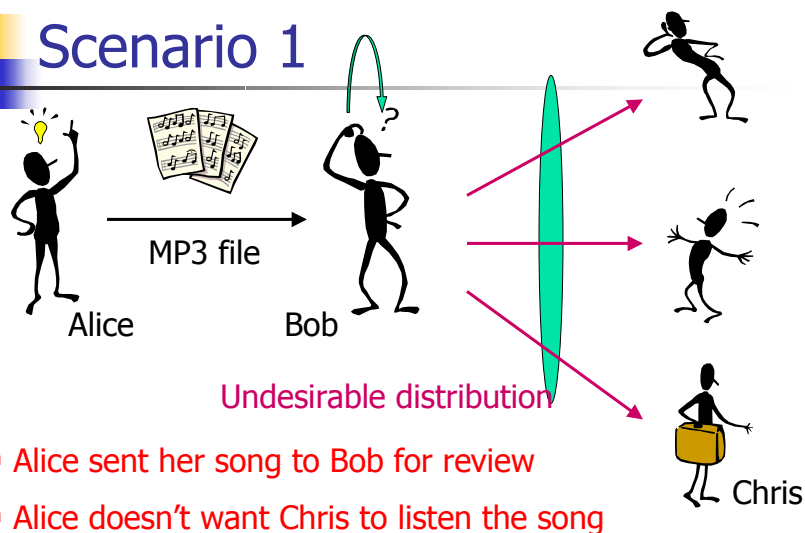 Scenario 1
?
MP3 file
Alice
Bob
Undesirable distribution
Alice sent her song to Bob for review
Alice doesn’t want Chris to listen the song
Chris